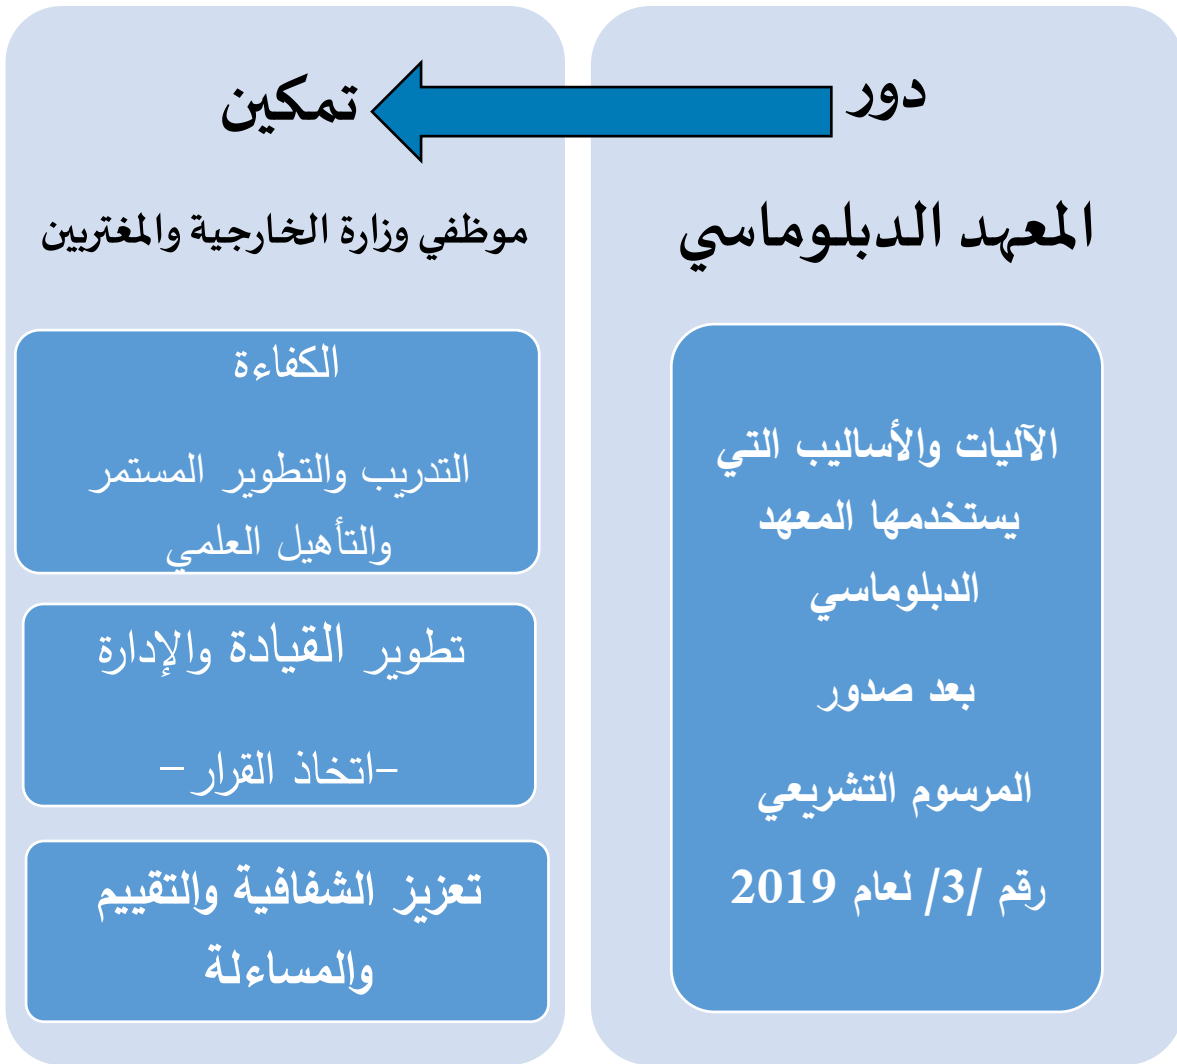 دور
المعهد الدبلوماسي
الآليات والأساليب التي
يستخدمها المعهد
الدبلوماسي
بعد صدور
المرسوم التشريعي
رقم /3/ لعام 2019
تمكين
موظفي وزارة الخارجية والمغتربين
الكفاءة
التدريب والتطوير المستمر
والتأهيل العلمي
تطوير القيادة والإدارة
-اتخاذ القرار –
تعزيز الشفافية والتقييم
والمساءلة